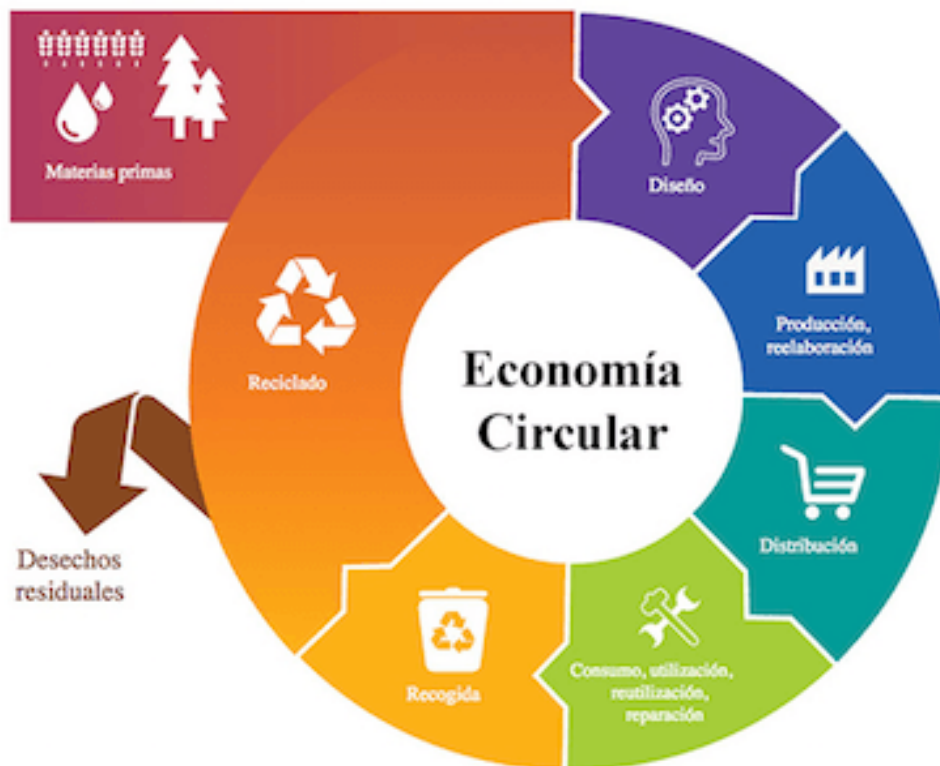 Materias primas
Diseño
Producción,
reelaboración
Distribución
Consumo, utilización,
reutilización,
reparación
Recogida
Reciclado
Desechos
residuales
Economía
Circular